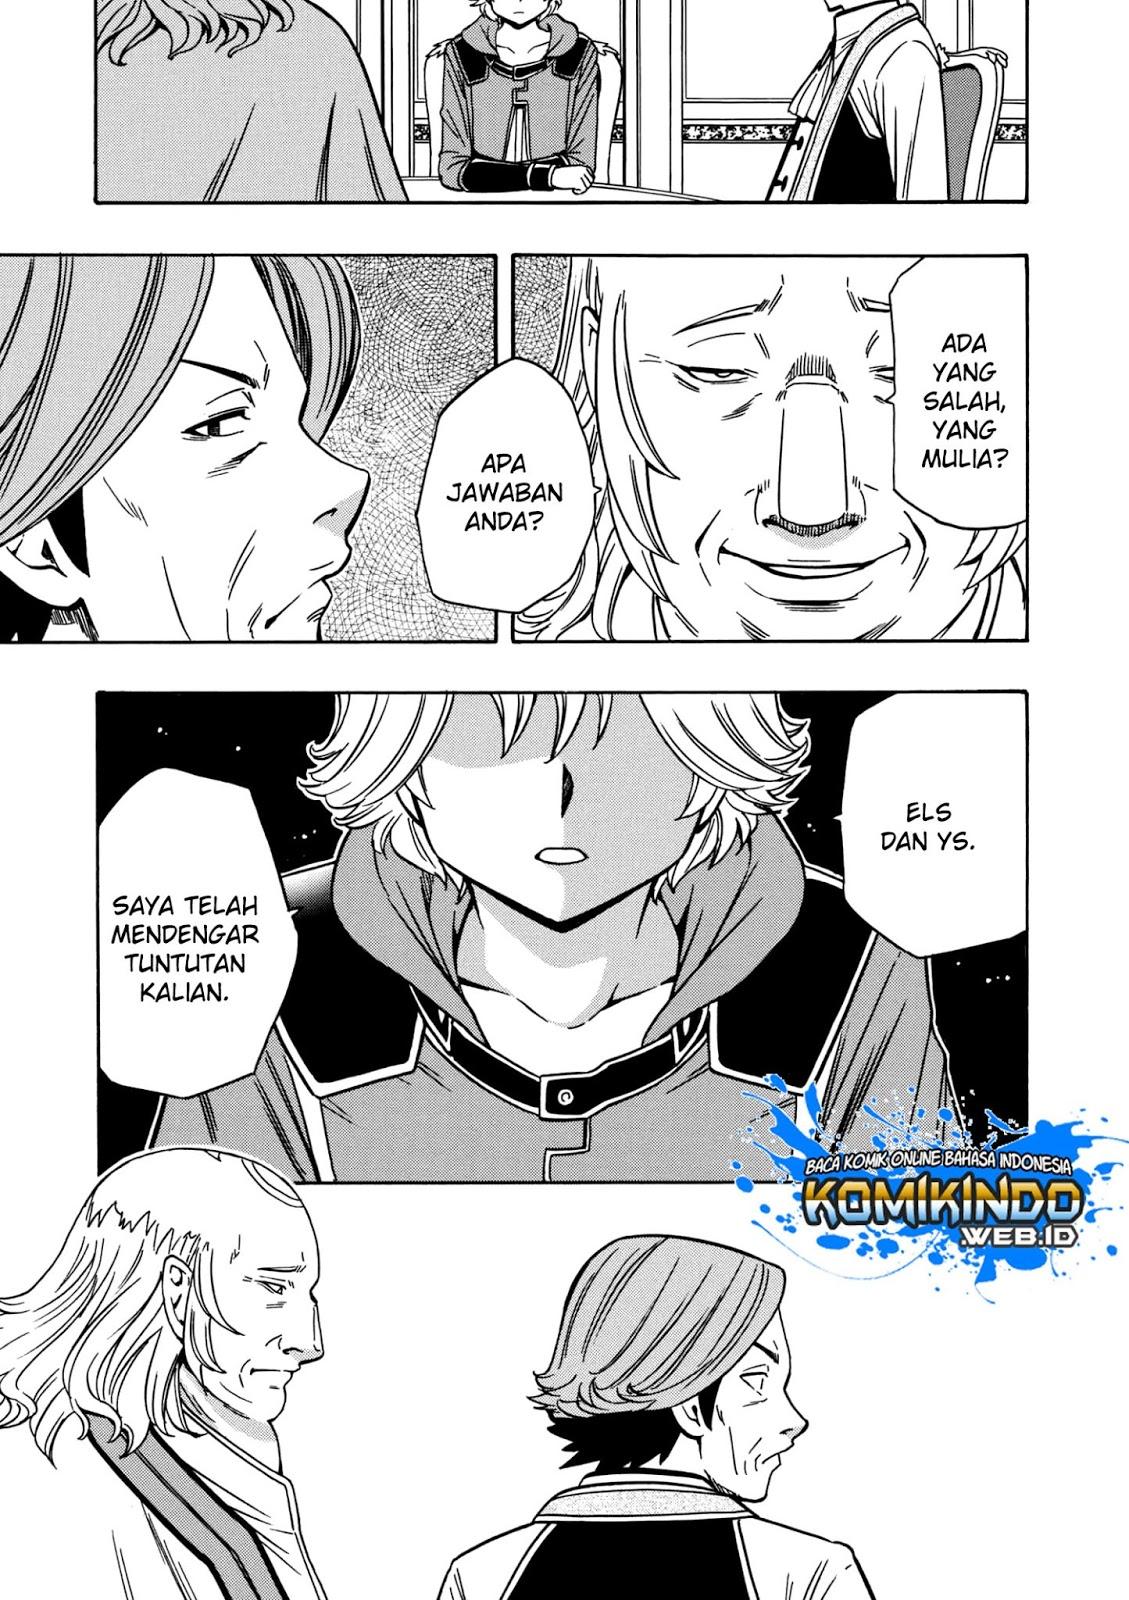 ADA
YANG
SALAH,
YANG
MULIA?
APA
JAWABAN
ANDA?
ELS
DAN YS.
SAYA TELAH
MENDENGAR
TUNTUTAN
KALIAN.
BACA KOMIK ONLINE BAHASA INDONESIA
KOMIKINDO
.WEB.ID